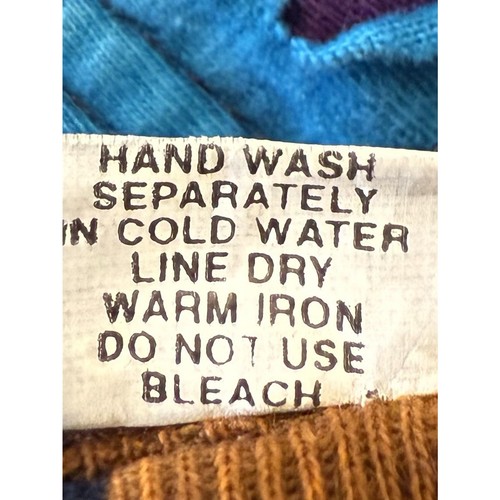 HAND WASH
SEPARATELY
IN COLD WATER
LINE DRY
WARM IRON
DO NOT USE
BLEACH